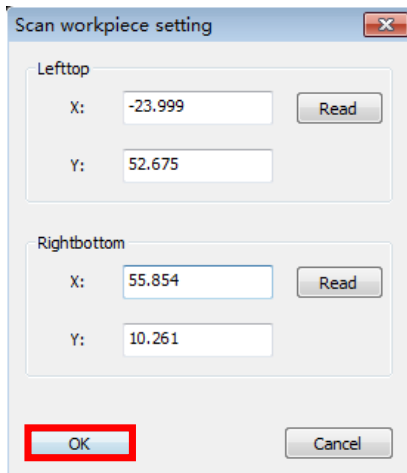 Scan workpiece setting
Lefttop
X: -23.999 Read
Y: 52.675
Rightbottom
X: 55.854 Read
Y: 10.261
OK Cancel